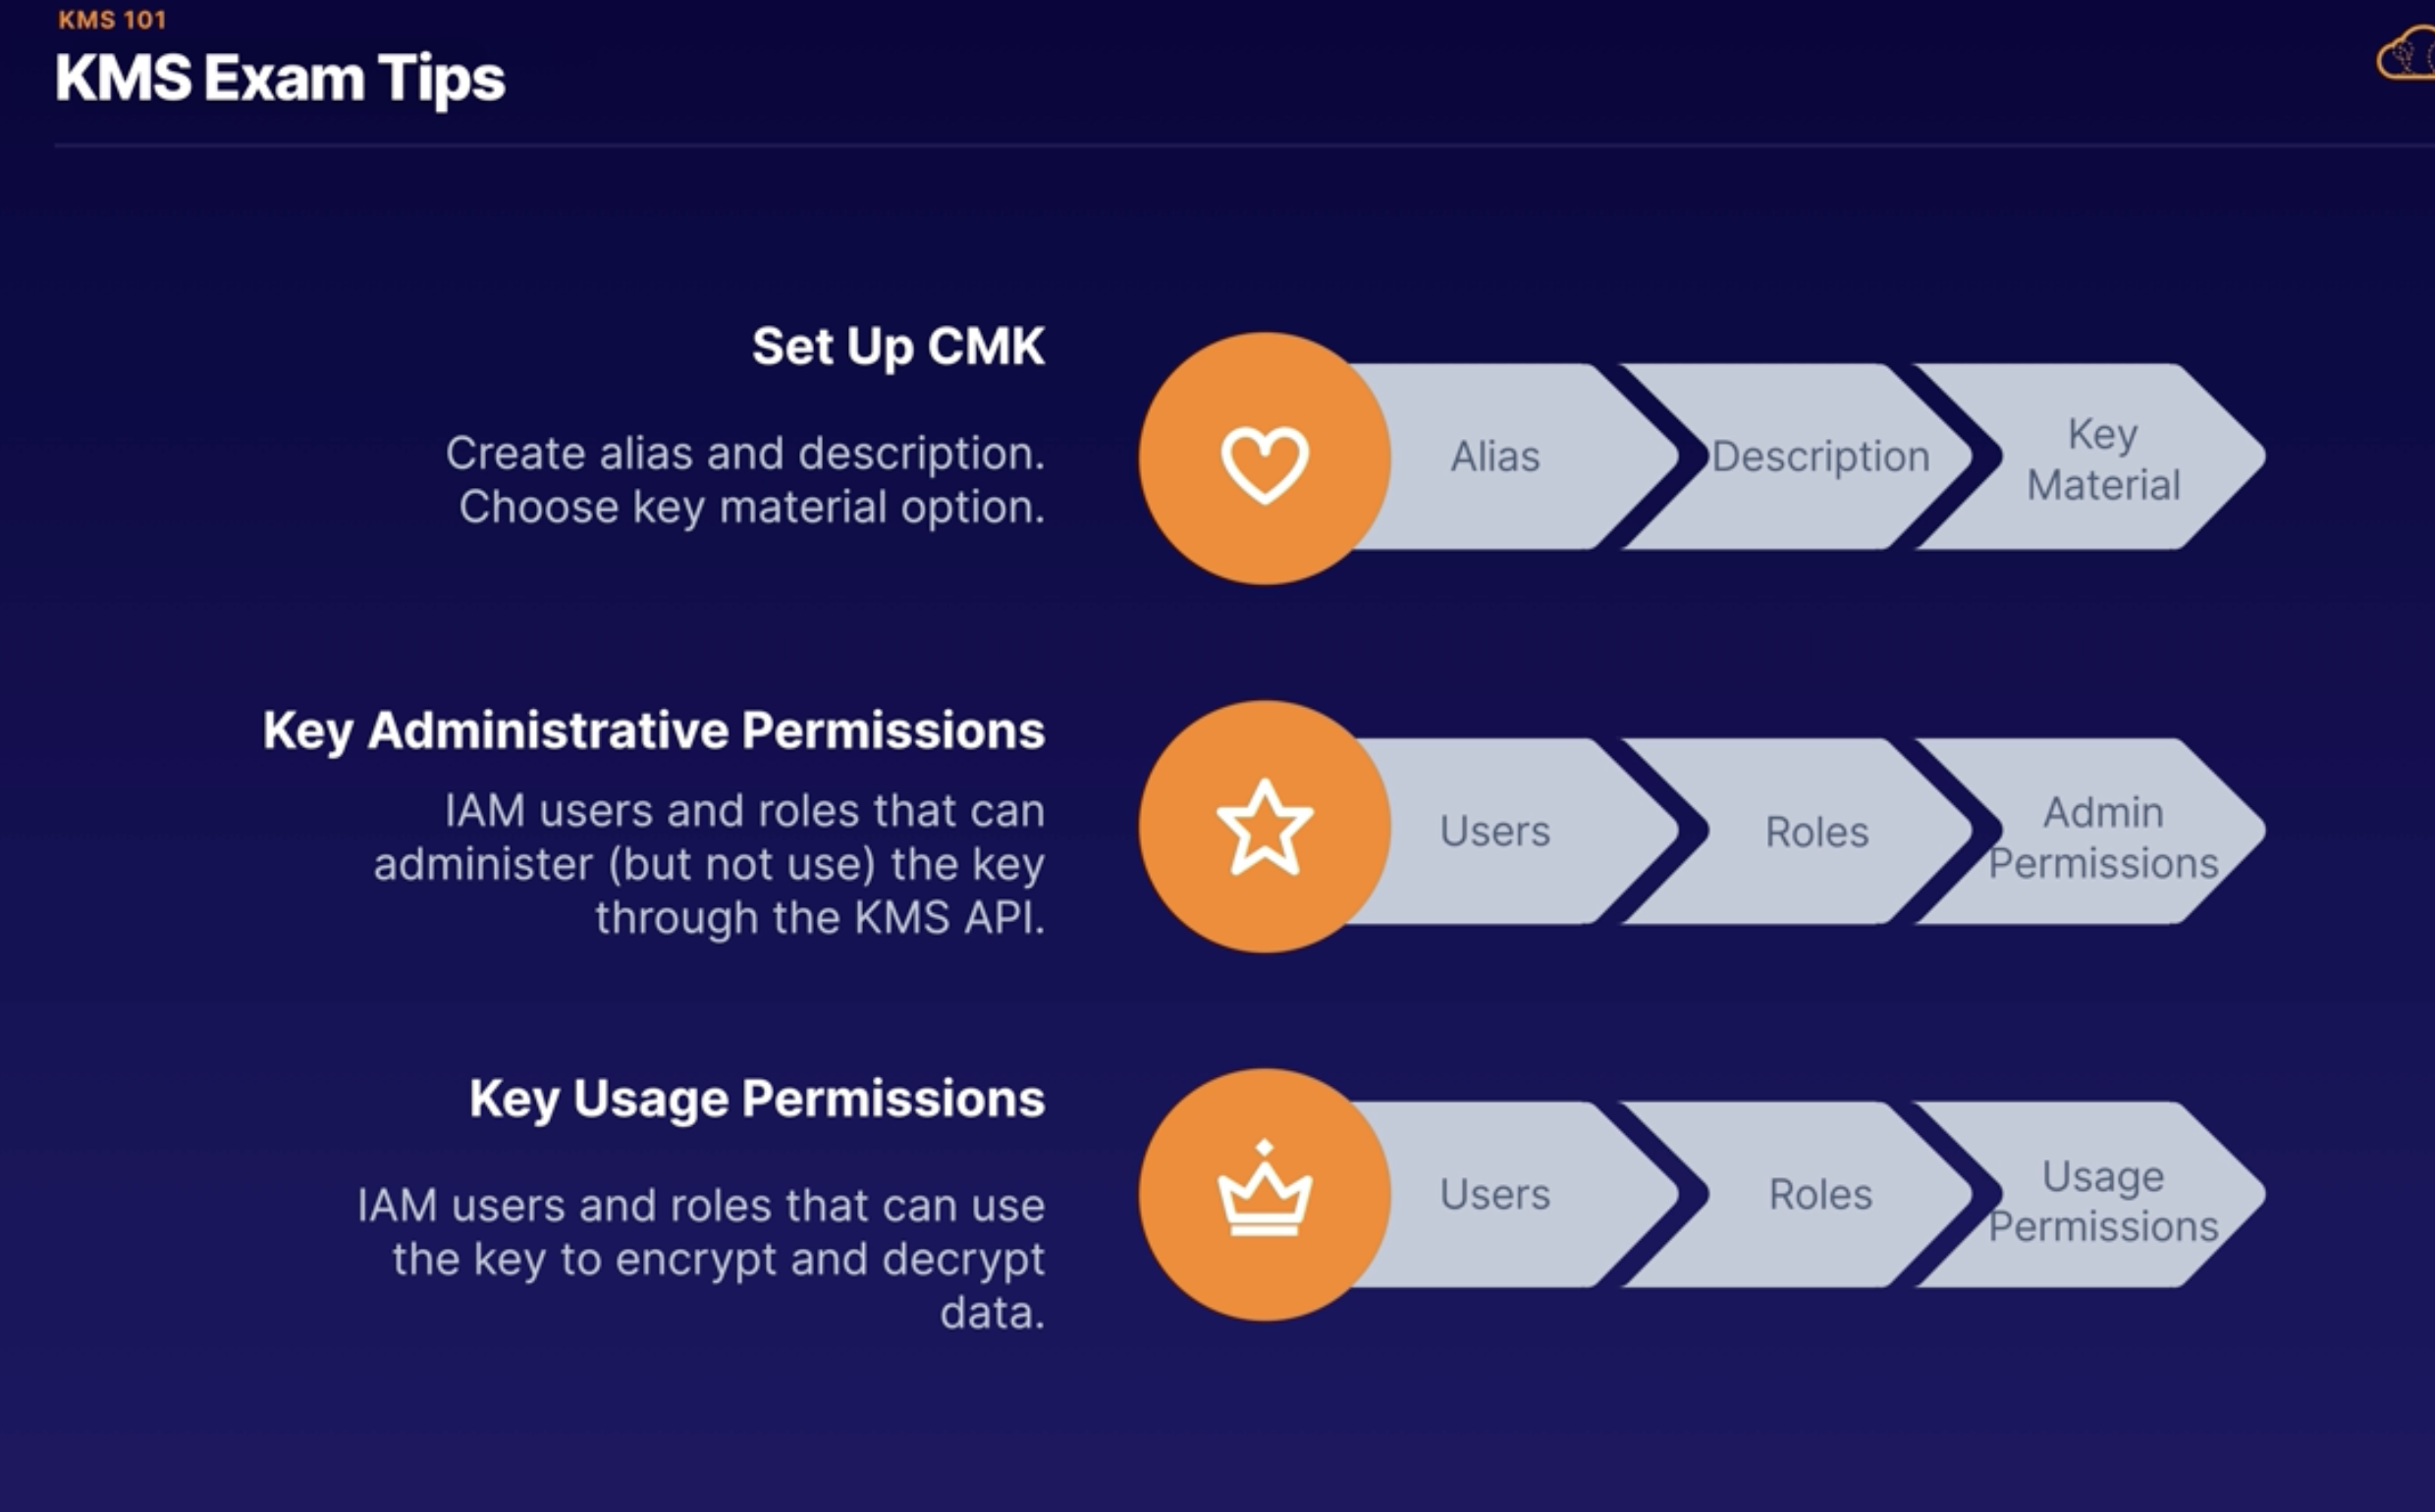 KMS 101
KMS Exam Tips
Set Up CMK
Create alias and description.
Choose key material option.
Alias
Description
Key
Material
Key Administrative Permissions
IAM users and roles that can
administer (but not use) the key
through the KMS API.
Users
Roles
Admin
Permissions
Key Usage Permissions
IAM users and roles that can use
the key to encrypt and decrypt
data.
Users
Roles
Usage
Permissions